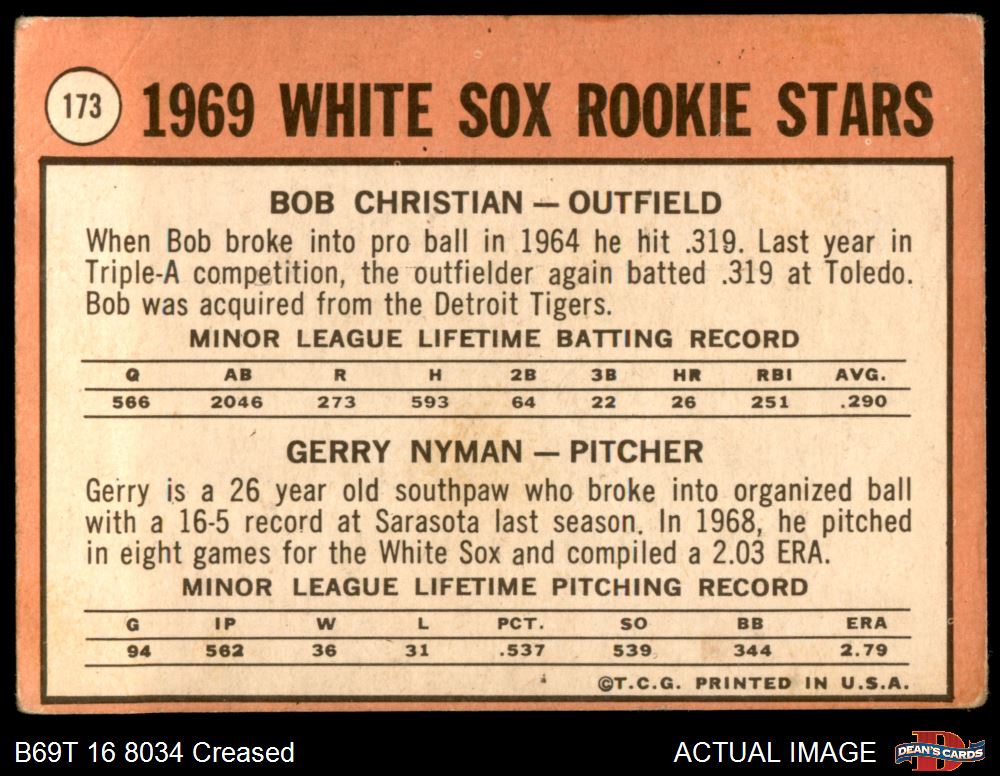 173
1969 WHITE SOX ROOKIE STARS
BOB CHRISTIAN — OUTFIELD
When Bob broke into pro ball in 1964 he hit .319. Last year in
Triple-A competition, the outfielder again batted .319 at Toledo.
Bob was acquired from the Detroit Tigers.
MINOR LEAGUE LIFETIME BATTING RECORD
G AB R H 2B 3B HR RBI AVG.
566 2046 273 593 64 22 26 251 .290
GERRY NYMAN — PITCHER
Gerry is a 26 year old southpaw who broke into organized ball
with a 16-5 record at Sarasota last season. In 1968, he pitched
in eight games for the White Sox and compiled a 2.03 ERA.
MINOR LEAGUE LIFETIME PITCHING RECORD
G IP W L PCT. SO BB ERA
94 562 36 31 .537 539 344 2.79
©T.C.G. PRINTED IN U.S.A.
B69T 16 8034 Creased
ACTUAL IMAGE
D
DEAN'S CARDS